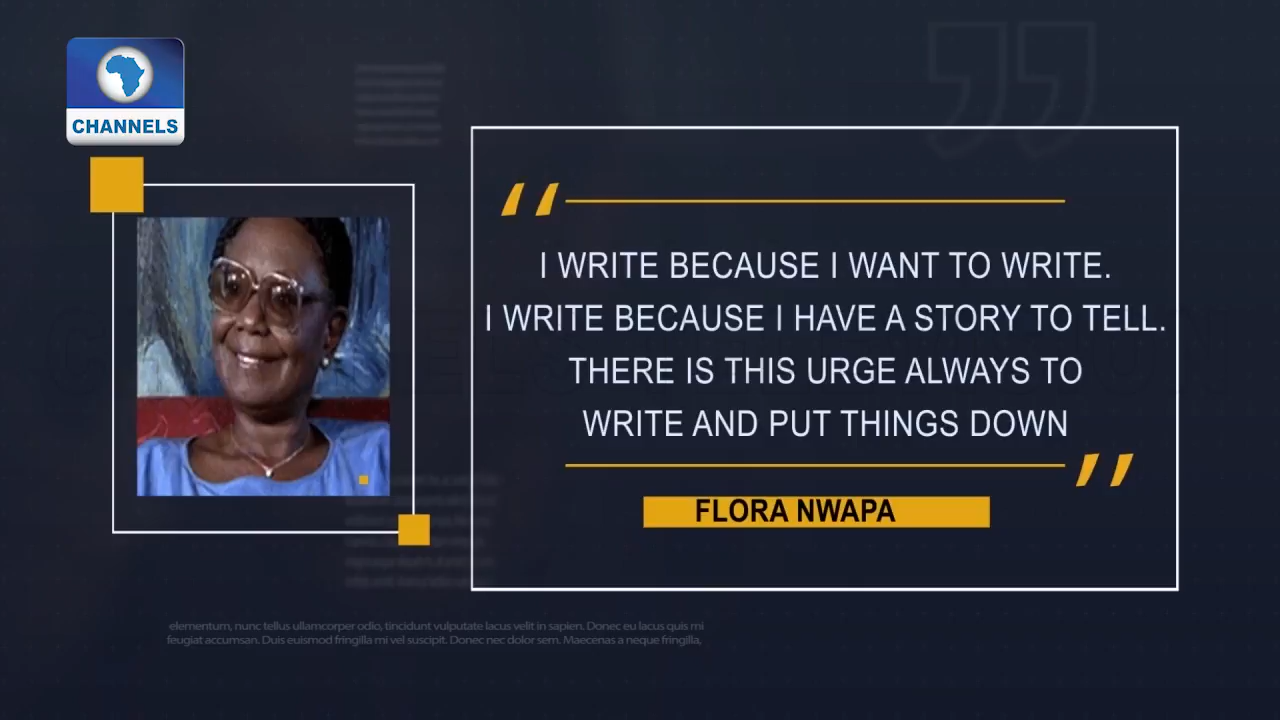 CHANNELS
I WRITE BECAUSE I WANT TO WRITE.
I WRITE BECAUSE I HAVE A STORY TO TELL.
THERE IS THIS URGE ALWAYS TO
WRITE AND PUT THINGS DOWN
FLORA NWAPA
elementum, nunc tellus ullamcorper odio, tincidunt vulputate lacus velit in sapien. Donec eu lacus quis mi
feugiat accumsan. Duis euismod fringilla mi vel suscipit. Donec nec dolor sem. Maecenas a neque fringilla,